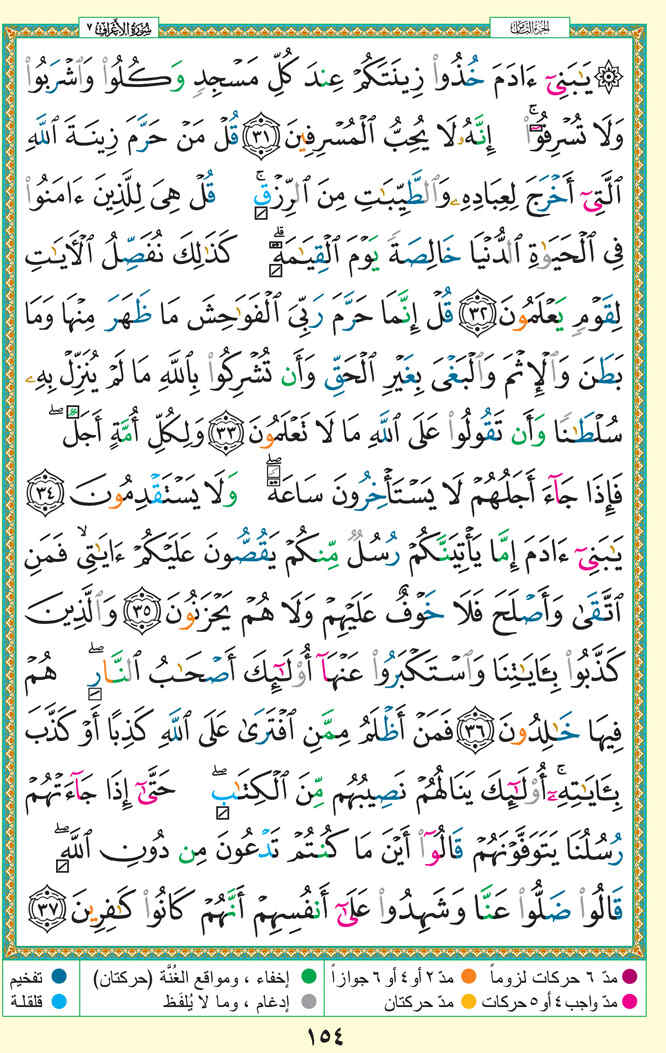 سُورَةُ الأَعْرَافِ ٧
الجزء الثامن
۞ يَٰبَنِىٓ ءَادَمَ خُذُوا۟ زِينَتَكُمْ عِندَ كُلِّ مَسْجِدٍ وَكُلُوا۟ وَٱشْرَبُوا۟
وَلَا تُسْرِفُوٓا۟ ۚ إِنَّهُۥ لَا يُحِبُّ ٱلْمُسْرِفِينَ ٣١ قُلْ مَنْ حَرَّمَ زِينَةَ ٱللَّهِ
ٱلَّتِىٓ أَخْرَجَ لِعِبَادِهِۦ وَٱلطَّيِّبَٰتِ مِنَ ٱلرِّزْقِ ۚ قُلْ هِىَ لِلَّذِينَ ءَامَنُوا۟
فِى ٱلْحَيَوٰةِ ٱلدُّنْيَا خَالِصَةً يَوْمَ ٱلْقِيَٰمَةِ ۗ كَذَٰلِكَ نُفَصِّلُ ٱلْءَايَٰتِ
لِقَوْمٍ يَعْلَمُونَ ٣٢ قُلْ إِنَّمَا حَرَّمَ رَبِّىَ ٱلْفَوَٰحِشَ مَا ظَهَرَ مِنْهَا وَمَا
بَطَنَ وَٱلْإِثْمَ وَٱلْبَغْىَ بِغَيْرِ ٱلْحَقِّ وَأَن تُشْرِكُوا۟ بِٱللَّهِ مَا لَمْ يُنَزِّلْ بِهِۦ
سُلْطَٰنًا وَأَن تَقُولُوا۟ عَلَى ٱللَّهِ مَا لَا تَعْلَمُونَ ٣٣ وَلِكُلِّ أُمَّةٍ أَجَلٌ ۖ
فَإِذَا جَآءَ أَجَلُهُمْ لَا يَسْتَأْخِرُونَ سَاعَةً ۖ وَلَا يَسْتَقْدِمُونَ ٣٤
يَٰبَنِىٓ ءَادَمَ إِمَّا يَأْتِيَنَّكُمْ رُسُلٌ مِّنكُمْ يَقُصُّونَ عَلَيْكُمْ ءَايَٰتِى ۙ فَمَنِ
ٱتَّقَىٰ وَأَصْلَحَ فَلَا خَوْفٌ عَلَيْهِمْ وَلَا هُمْ يَحْزَنُونَ ٣٥ وَٱلَّذِينَ
كَذَّبُوا۟ بِـَٔايَٰتِنَا وَٱسْتَكْبَرُوا۟ عَنْهَآ أُو۟لَٰٓئِكَ أَصْحَٰبُ ٱلنَّارِ ۖ هُمْ
فِيهَا خَٰلِدُونَ ٣٦ فَمَنْ أَظْلَمُ مِمَّنِ ٱفْتَرَىٰ عَلَى ٱللَّهِ كَذِبًا أَوْ كَذَّبَ
بِـَٔايَٰتِهِۦٓ ۚ أُو۟لَٰٓئِكَ يَنَالُهُمْ نَصِيبُهُم مِّنَ ٱلْكِتَٰبِ ۖ حَتَّىٰٓ إِذَا جَآءَتْهُمْ
رُسُلُنَا يَتَوَفَّوْنَهُمْ قَالُوٓا۟ أَيْنَ مَا كُنتُمْ تَدْعُونَ مِن دُونِ ٱللَّهِ ۖ
قَالُوا۟ ضَلُّوا۟ عَنَّا وَشَهِدُوا۟ عَلَىٰٓ أَنفُسِهِمْ أَنَّهُمْ كَانُوا۟ كَٰفِرِينَ ٣٧
مدّ ٦ حركات لزوماً مدّ ٢ أو ٤ أو ٦ جوازاً إخفاء ، ومواقع الغُنَّة (حركتان) تفخيم
مدّ واجب ٤ أو ٥ حركات مدّ حركتان إدغام ، وما لا يُلفَظ قلقلة
١٥٤